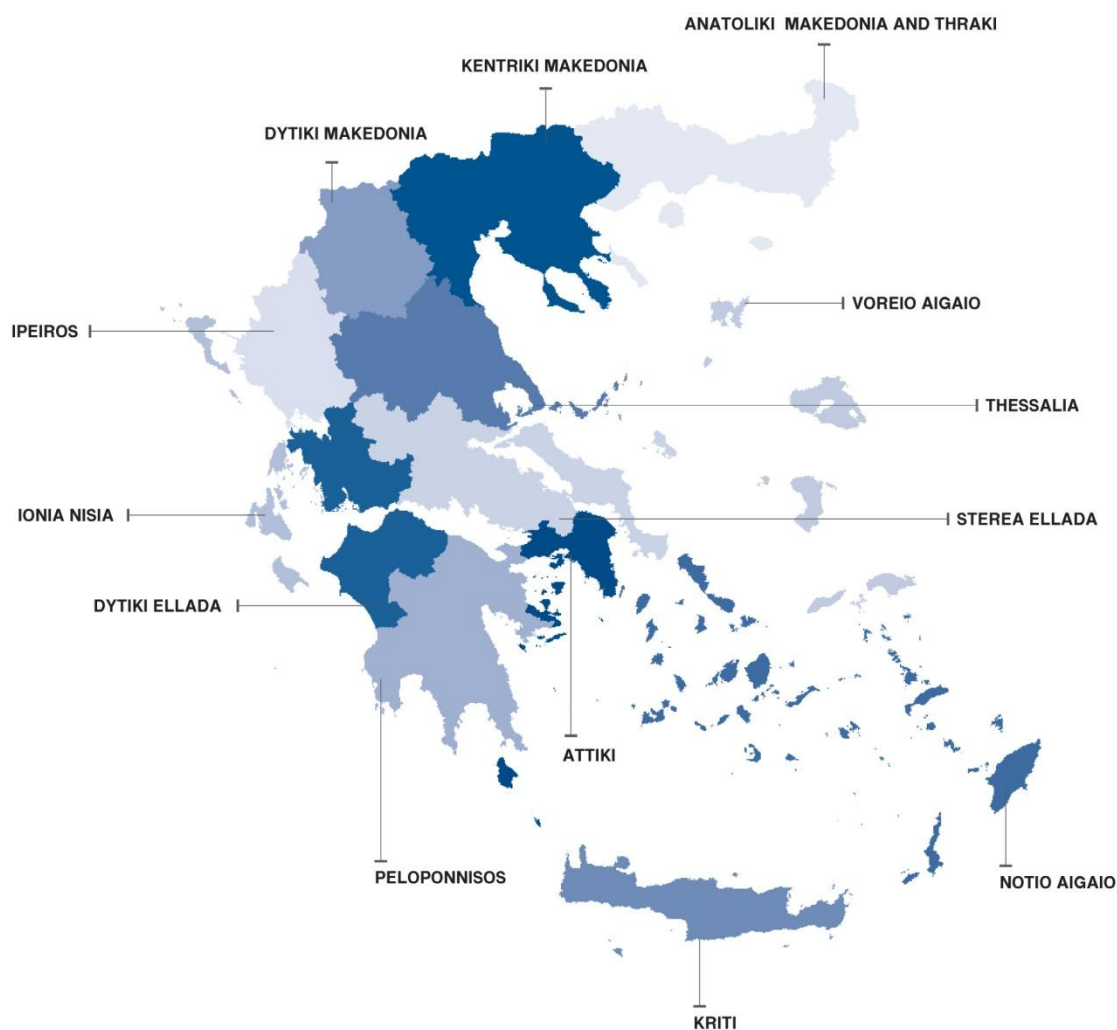 ANATOLIKI MAKEDONIA AND THRAKI
KENTRIKI MAKEDONIA
DYTIKI MAKEDONIA
VOREIO AIGAIO
IPEIROS
THESSALIA
IONIA NISIA
STEREA ELLADA
DYTIKI ELLADA
ATTIKI
PELOPONNISOS
NOTIO AIGAIO
KRITI